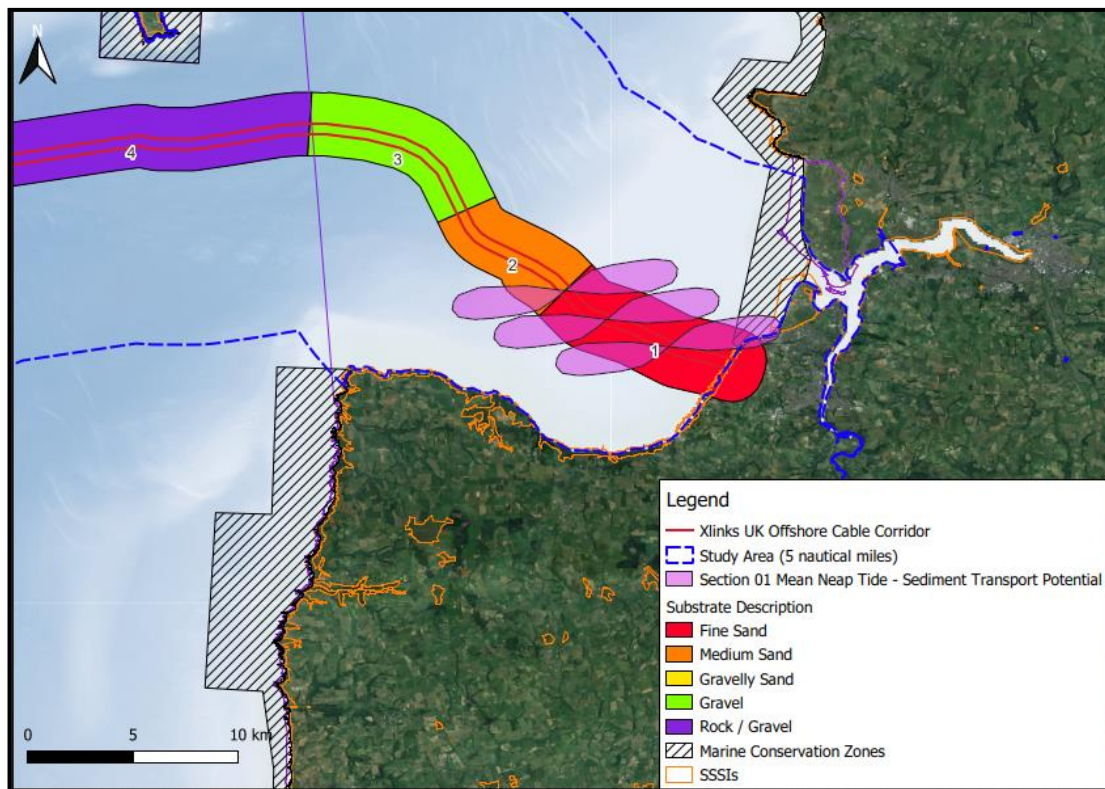 N
4
3
2
1
Legend
Xlinks UK Offshore Cable Corridor
Study Area (5 nautical miles)
Section 01 Mean Neap Tide - Sediment Transport Potential
Substrate Description
Fine Sand
Medium Sand
Gravelly Sand
Gravel
Rock / Gravel
Marine Conservation Zones
SSSIs
0 5 10 km